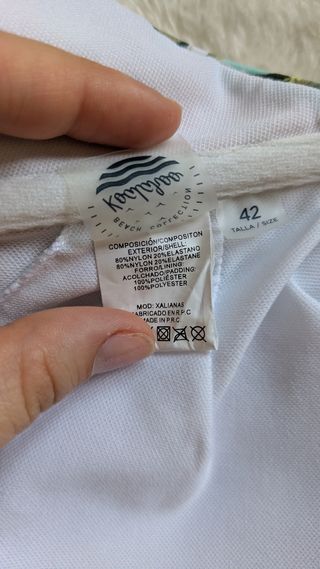 Koalaroo
BEACH COLLECTION
42
TALLA / SIZE
COMPOSICIÓN/COMPOSITON
EXTERIOR/SHELL:
80%NYLON 20%ELASTANO
80%NYLON 20%ELASTANE
FORRO/LINING:
ACOLCHADO/PADDING:
100%POLIESTER
100%POLYESTER
MOD: XALIANAS
FABRICADO EN R.P.C
MADE IN P.R.C.